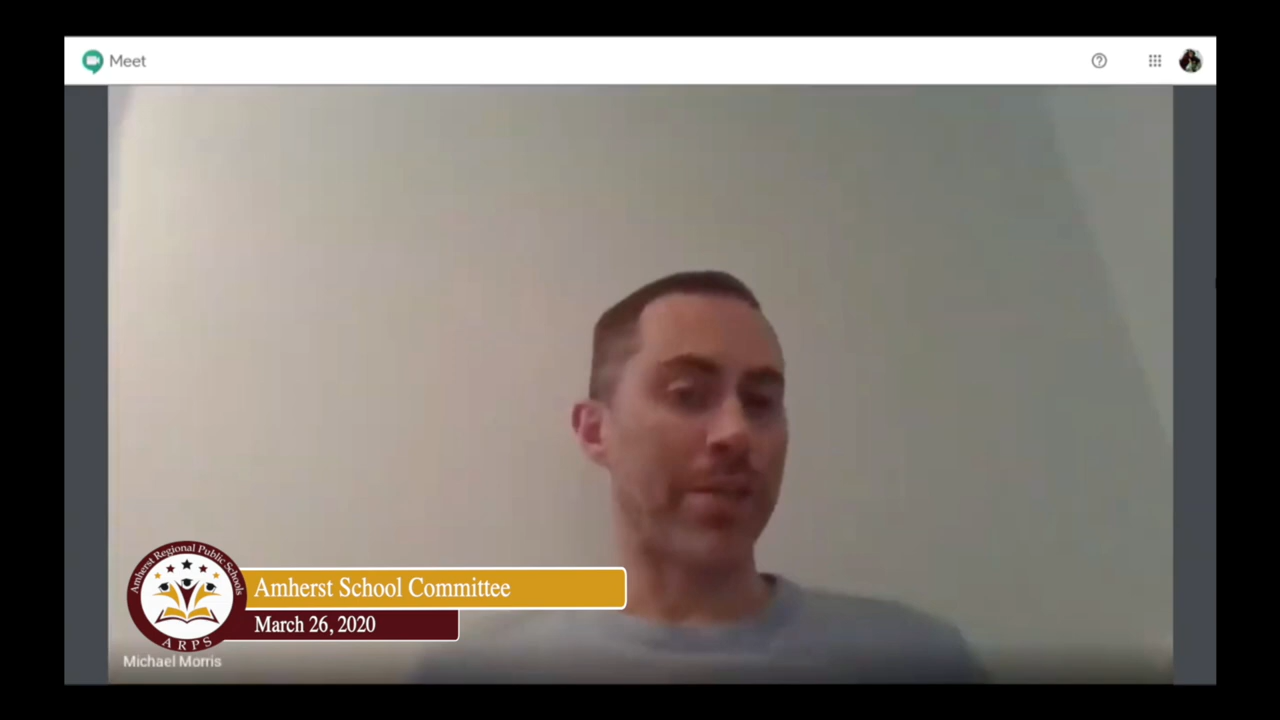 Meet
Amherst Regional Public Schools
ARPS
Amherst School Committee
March 26, 2020
Michael Morris